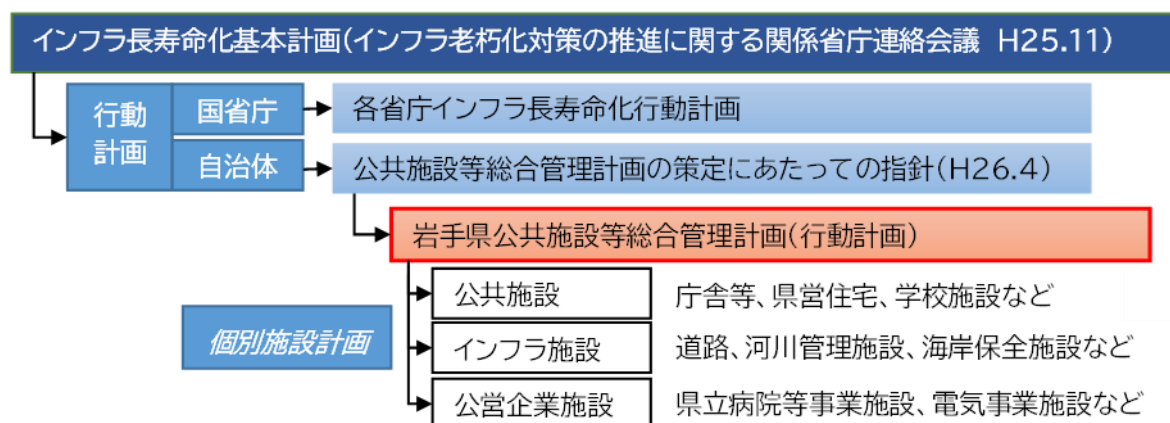 インフラ長寿命化基本計画(インフラ老朽化対策の推進に関する関係省庁連絡会議 H25.11)
行動
計画
国省庁
各省庁インフラ長寿命化行動計画
自治体
公共施設等総合管理計画の策定にあたっての指針(H26.4)
岩手県公共施設等総合管理計画(行動計画)
個別施設計画
公共施設
庁舎等、県営住宅、学校施設など
インフラ施設
道路、河川管理施設、海岸保全施設など
公営企業施設
県立病院等事業施設、電気事業施設など